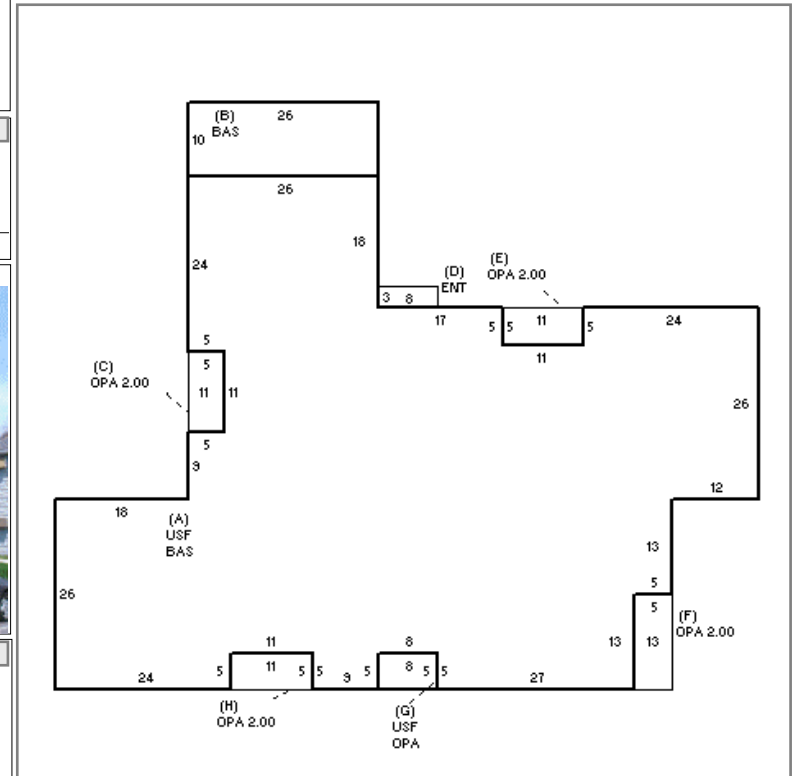 (B)
BAS
26
10
26
24
18
(D)
ENT
3 8
(E)
OPA 2.00
17
5 5 11 5
11
24
26
12
(C)
OPA 2.00
5
5
11 11
5
9
18
(A)
USF
BAS
26
13
5
5
13 13
(F)
OPA 2.00
11
5 11 5 5
9
8
5 8 5 5
24
27
(H)
OPA 2.00
(G)
USF
OPA